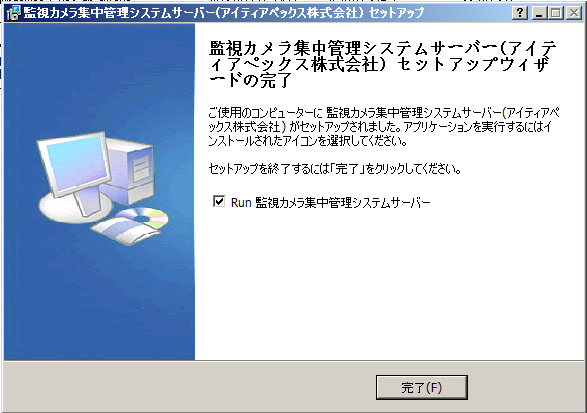 監視カメラ集中管理システムサーバー(アイティアペックス株式会社) セットアップ
監視カメラ集中管理システムサーバー(アイテ
ィアペックス株式会社) セットアップウィザ
ードの完了
ご使用のコンピューターに 監視カメラ集中管理システムサーバー(アイティアペ
ックス株式会社) がセットアップされました。アプリケーションを実行するにはイ
ンストールされたアイコンを選択してください。
セットアップを終了するには「完了」をクリックしてください。
Run 監視カメラ集中管理システムサーバー
完了(F)